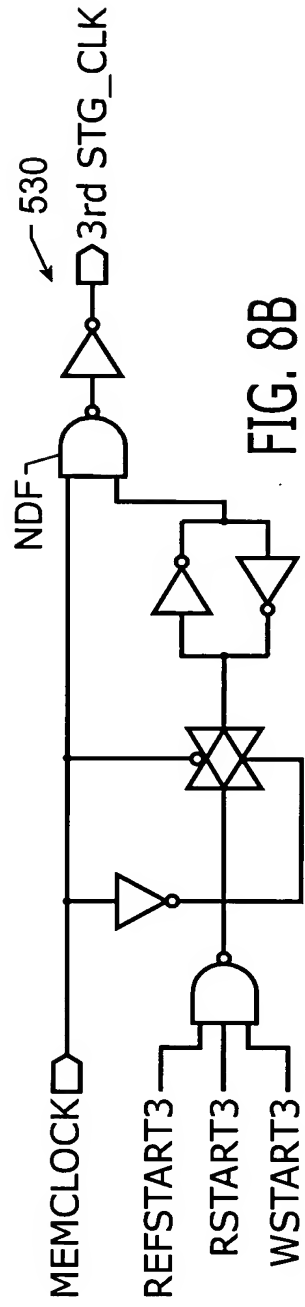 MEMCLOCK
REFSTART3
RSTART3
WSTART3
NDF
530
3rd STG_CLK
FIG. 8B